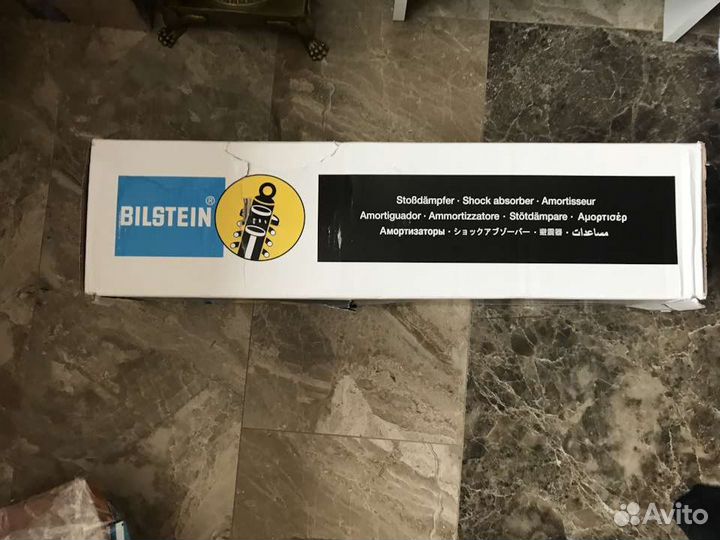 BILSTEIN®
Stoßdämpfer · Shock absorber · Amortisseur
Amortiguador · Ammortizzatore · Stötdämpare · Αμορτισέρ
Амортизаторы · ショックアブゾーバー · 避震器 · مساعدات
Avito